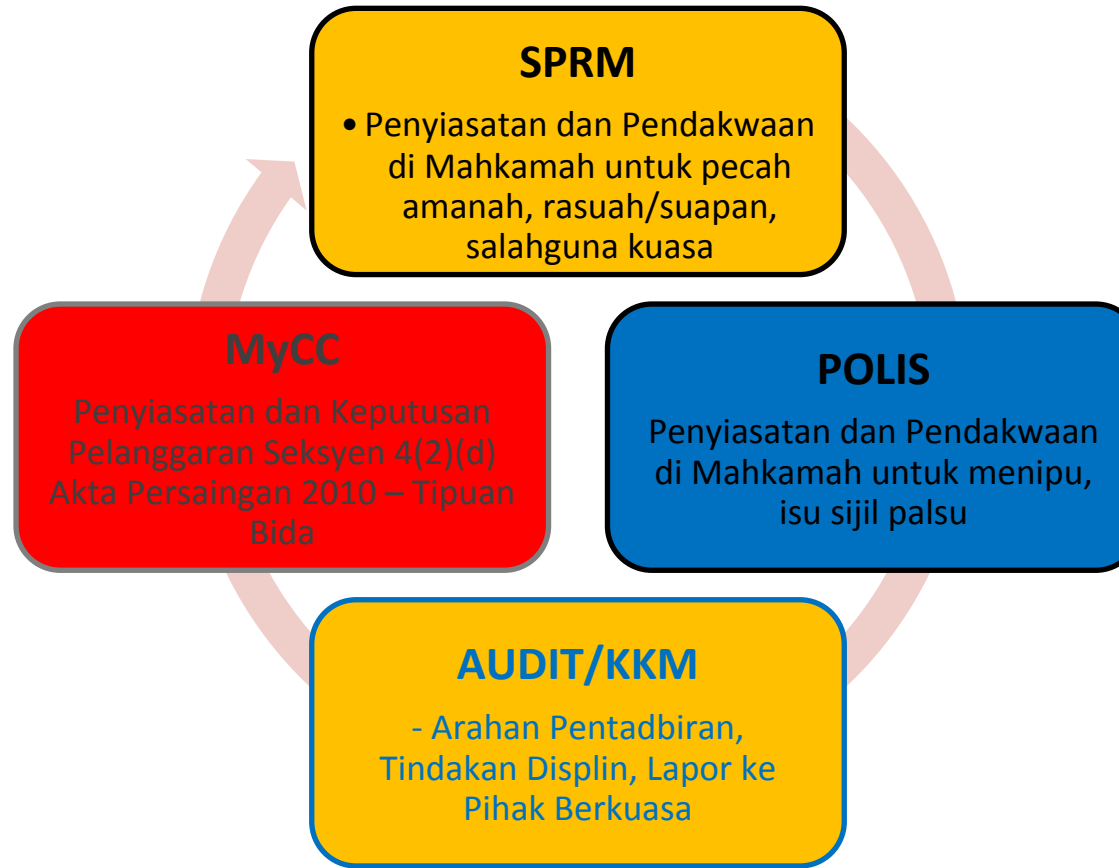 SPRM
• Penyiasatan dan Pendakwaan
di Mahkamah untuk pecah
amanah, rasuah/suapan,
salahguna kuasa
MyCC
Penyiasatan dan Keputusan
Pelanggaran Seksyen 4(2)(d)
Akta Persaingan 2010 – Tipuan
Bida
POLIS
Penyiasatan dan Pendakwaan
di Mahkamah untuk menipu,
isu sijil palsu
AUDIT/KKM
- Arahan Pentadbiran,
Tindakan Displin, Lapor ke
Pihak Berkuasa